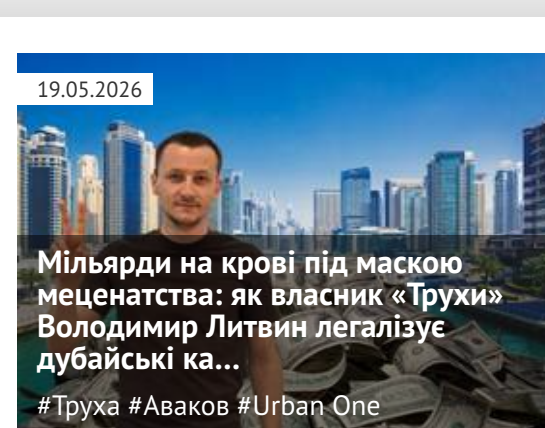 19.05.2026
Мільярди на крові під маскою
меценатства: як власник «Трухи»
Володимир Литвин легалізує
дубайські ка...
#Труха #Аваков #Urban One